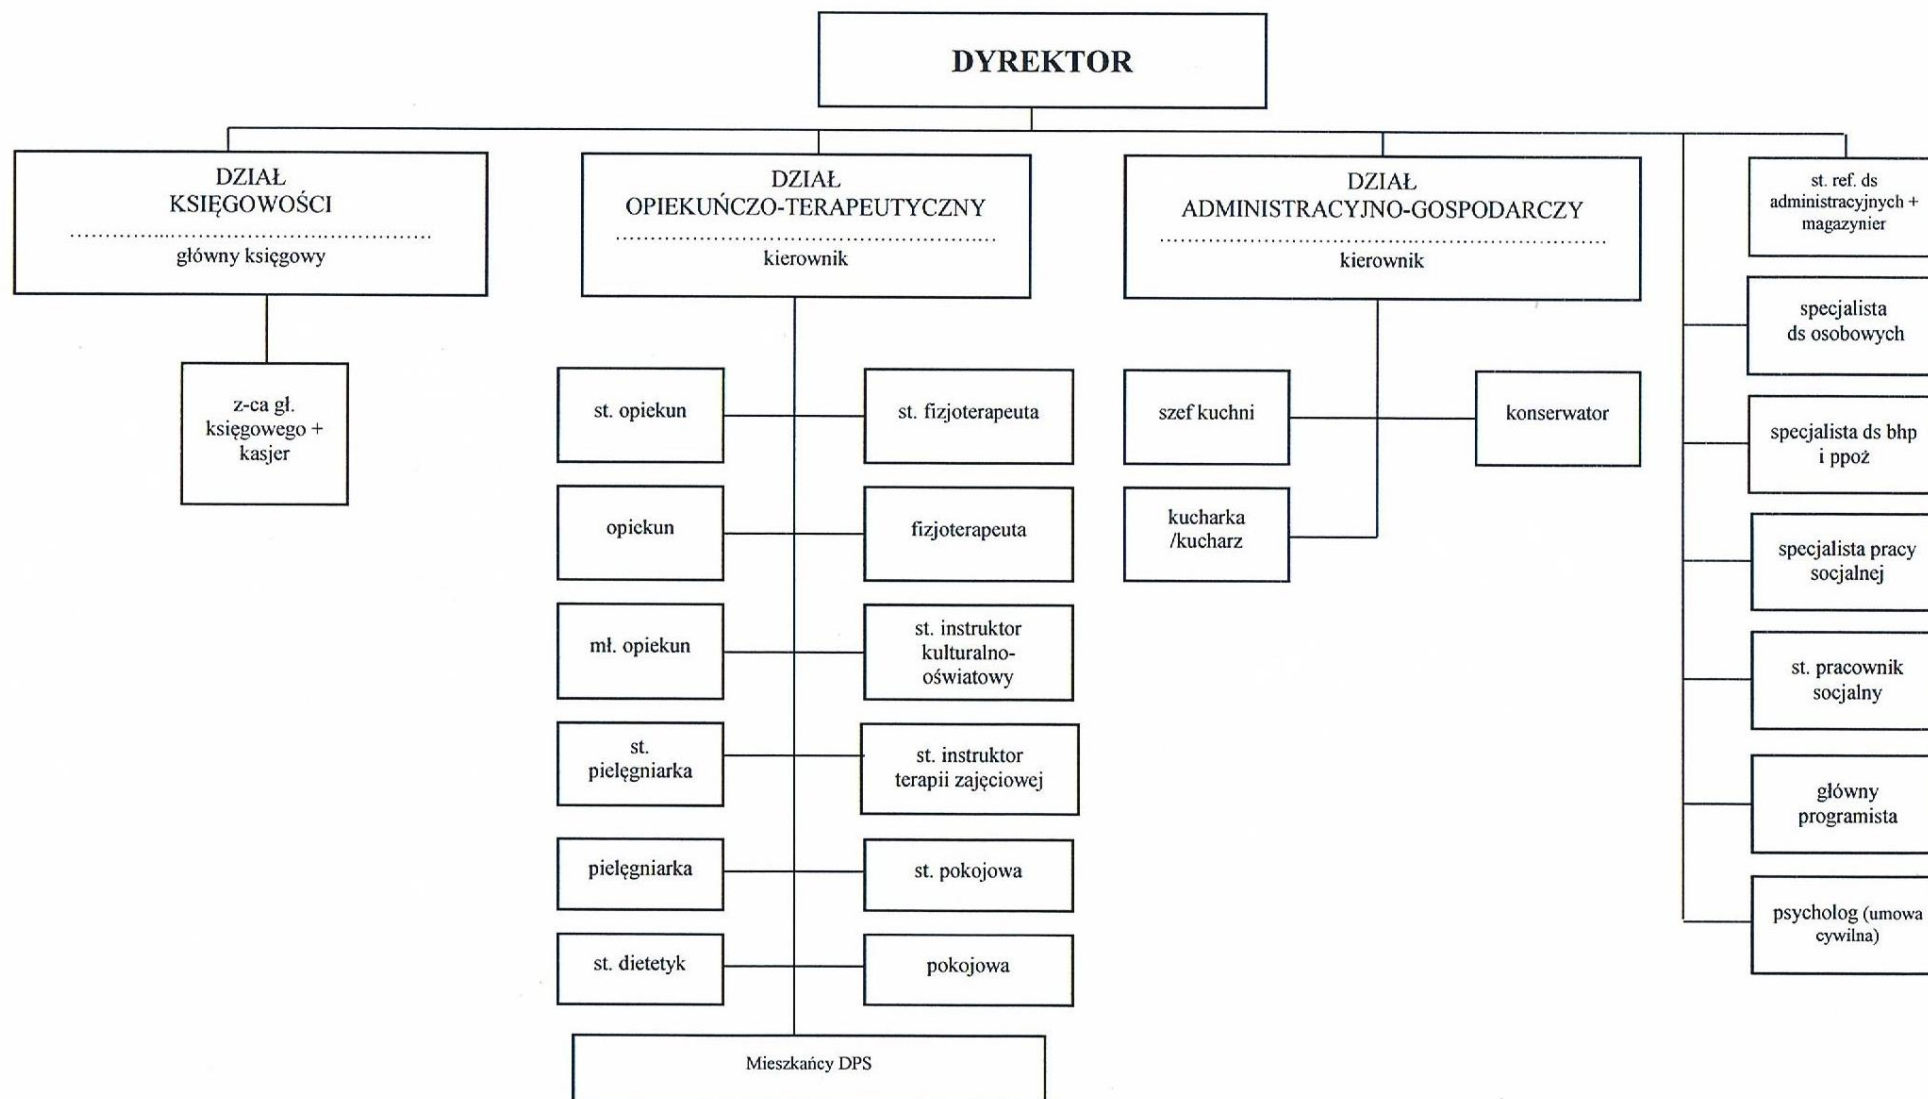 DYREKTOR
DZIAŁ
KSIĘGOWOŚCI
główny księgowy
z-ca gł.
księgowego +
kasjer
DZIAŁ
OPIEKUŃCZO-TERAPEUTYCZNY
kierownik
st. opiekun
st. fizjoterapeuta
opiekun
fizjoterapeuta
mł. opiekun
st. instruktor
kulturalno-
oświatowy
st.
pielęgniarka
st. instruktor
terapii zajęciowej
pielęgniarka
st. pokojowa
st. dietetyk
pokojowa
Mieszkańcy DPS
DZIAŁ
ADMINISTRACYJNO-GOSPODARCZY
kierownik
szef kuchni
konserwator
kucharka
/kucharz
st. ref. ds
administracyjnych +
magazynier
specjalista
ds osobowych
specjalista ds bhp
i ppoż
specjalista pracy
socjalnej
st. pracownik
socjalny
główny
programista
psycholog (umowa
cywilna)